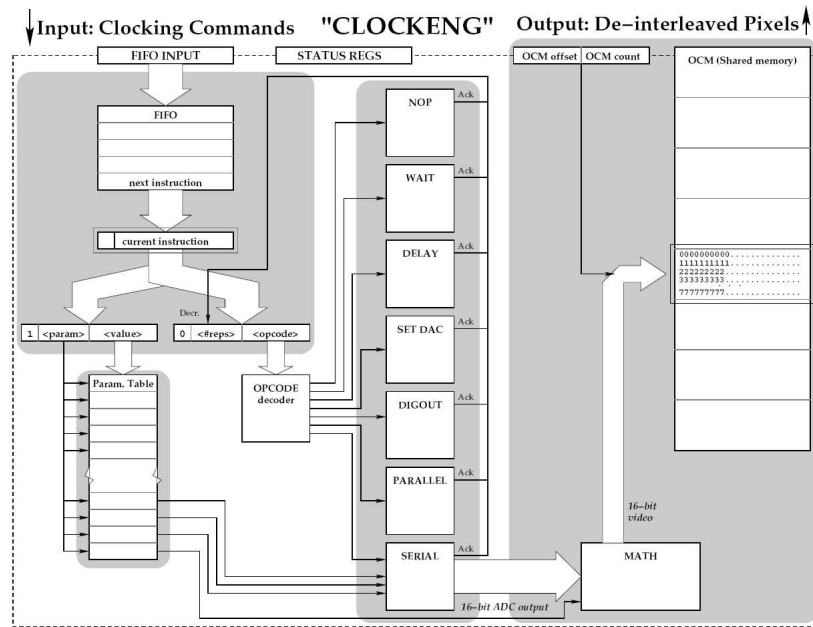 Input: Clocking Commands
"CLOCKENG"
Output: De-interleaved Pixels
FIFO INPUT
STATUS REGS
OCM offset
OCM count
OCM (Shared memory)
FIFO
next instruction
current instruction
Decr.
1 <param> <value>
0 <#reps> <opcode>
Param. Table
OPCODE
decoder
NOP
Ack
WAIT
Ack
DELAY
Ack
SET DAC
Ack
DIGOUT
Ack
PARALLEL
Ack
SERIAL
Ack
16-bit ADC output
MATH
16-bit
video
0000000000..............
1111111111..............
222222222...............
333333333...............
. . .
777777777...............